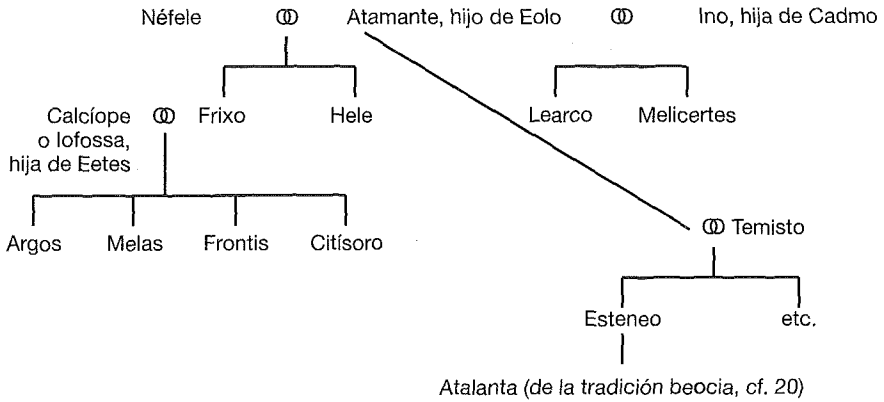 Néfele ⚭ Atamante, hijo de Eolo ⚭ Ino, hija de Cadmo
Calcíope ⚭ Frixo Hele Learco Melicertes
o Iofossa,
hija de Eetes
Argos Melas Frontis Citísoro ⚭ Temisto
Esteneo etc.
Atalanta (de la tradición beocia, cf. 20)